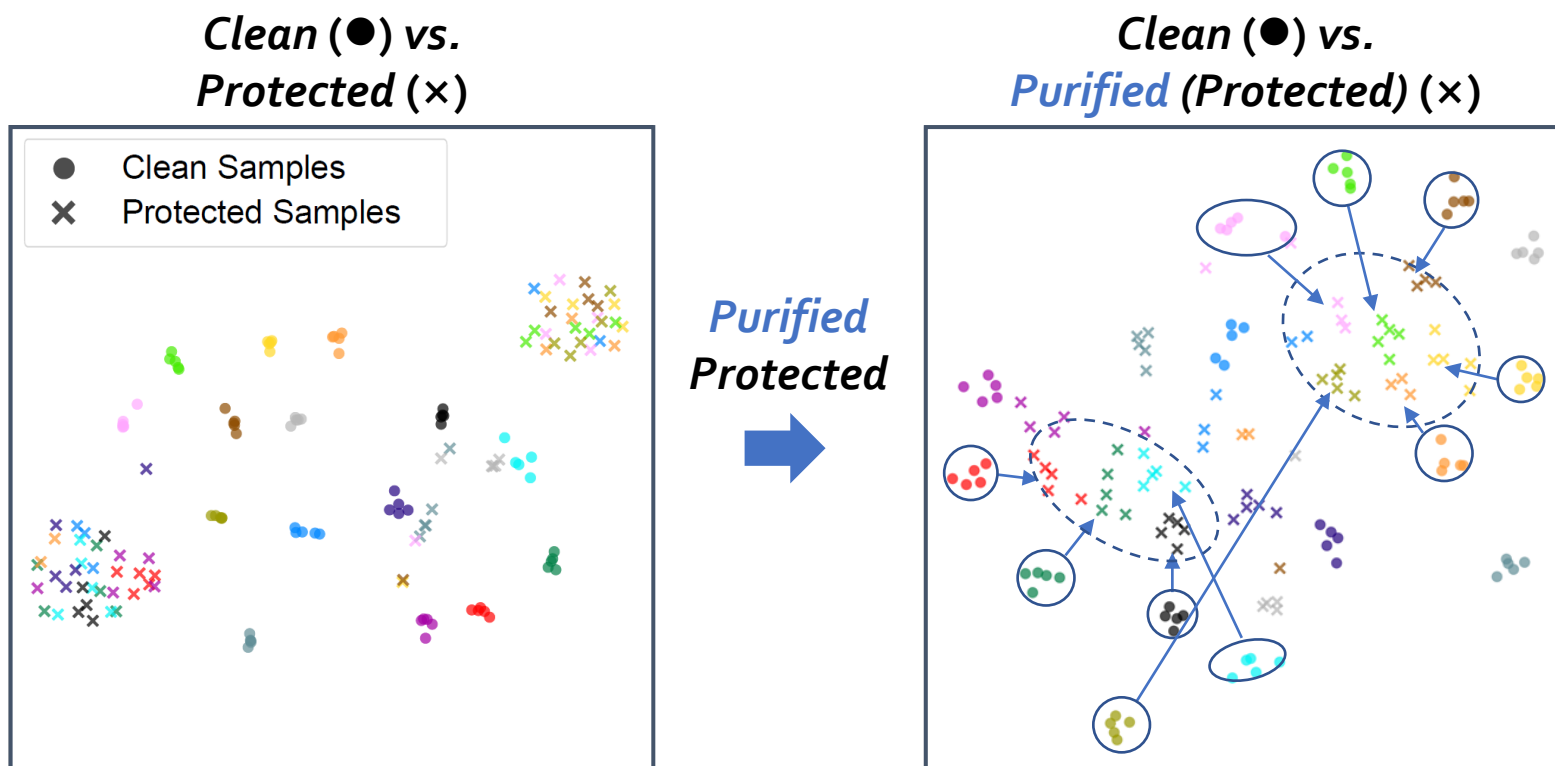 Clean (●) vs.
Protected (×)
Clean Samples
Protected Samples
Purified
Protected
Clean (●) vs.
Purified (Protected) (×)